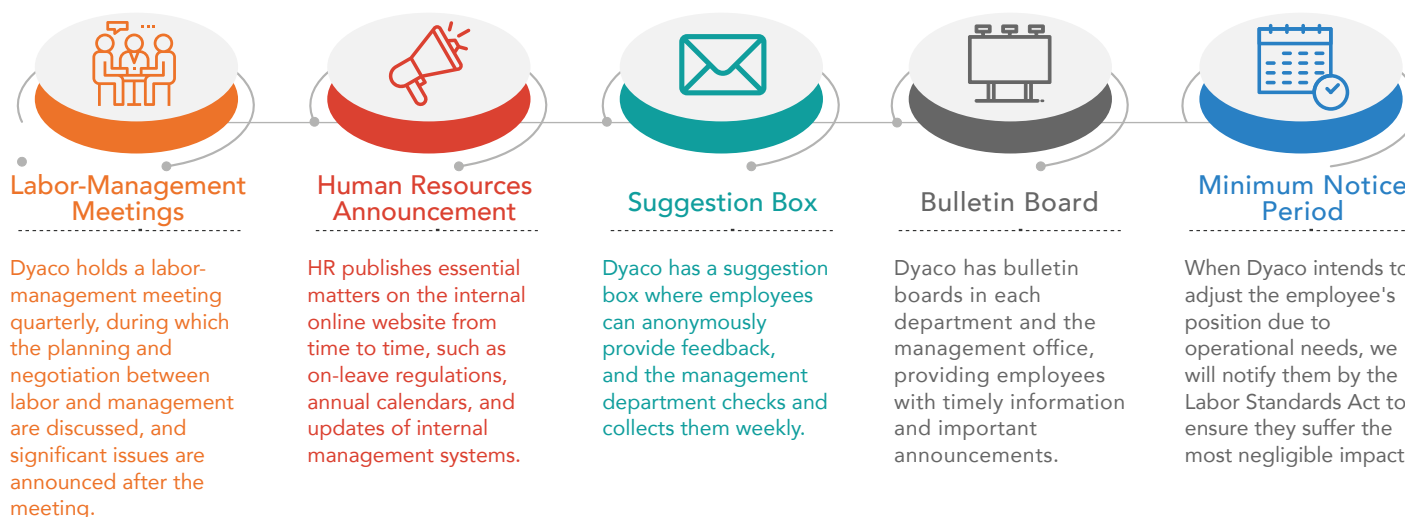 Labor-Management
Meetings
Dyaco holds a labor-
management meeting
quarterly, during which
the planning and
negotiation between
labor and management
are discussed, and
significant issues are
announced after the
meeting.
Human Resources
Announcement
HR publishes essential
matters on the internal
online website from
time to time, such as
on-leave regulations,
annual calendars, and
updates of internal
management systems.
Suggestion Box
Dyaco has a suggestion
box where employees
can anonymously
provide feedback,
and the management
department checks and
collects them weekly.
Bulletin Board
Dyaco has bulletin
boards in each
department and the
management office,
providing employees
with timely information
and important
announcements.
Minimum Notice
Period
When Dyaco intends to
adjust the employee's
position due to
operational needs, we
will notify them by the
Labor Standards Act to
ensure they suffer the
most negligible impact